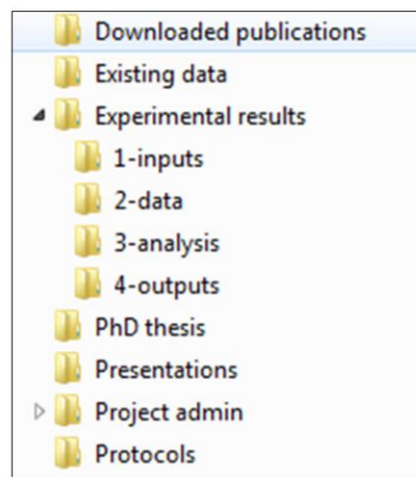 Downloaded publications
Existing data
Experimental results
1-inputs
2-data
3-analysis
4-outputs
PhD thesis
Presentations
Project admin
Protocols